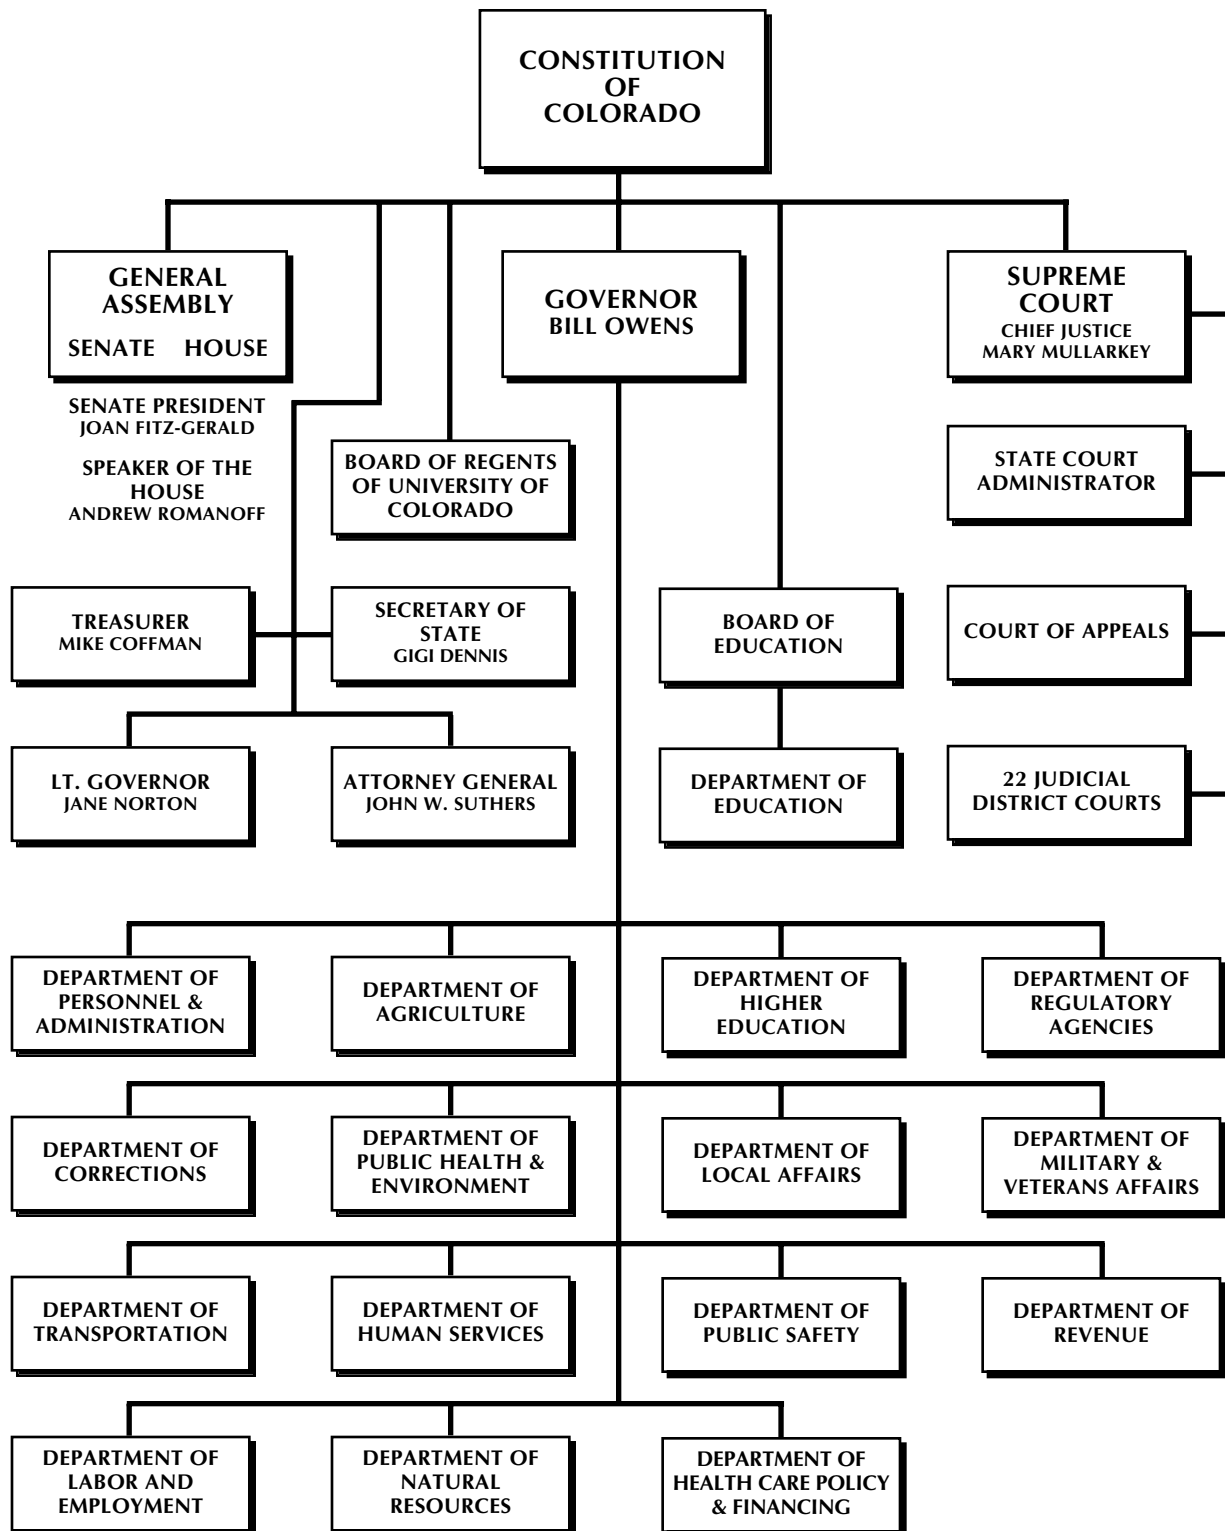 CONSTITUTION
OF
COLORADO
GENERAL
ASSEMBLY
SENATE HOUSE
GOVERNOR
BILL OWENS
SUPREME
COURT
CHIEF JUSTICE
MARY MULLARKEY
SENATE PRESIDENT
JOAN FITZ-GERALD
SPEAKER OF THE
HOUSE
ANDREW ROMANOFF
BOARD OF REGENTS
OF UNIVERSITY OF
COLORADO
STATE COURT
ADMINISTRATOR
TREASURER
MIKE COFFMAN
SECRETARY OF
STATE
GIGI DENNIS
BOARD OF
EDUCATION
COURT OF APPEALS
LT. GOVERNOR
JANE NORTON
ATTORNEY GENERAL
JOHN W. SUTHERS
DEPARTMENT OF
EDUCATION
22 JUDICIAL
DISTRICT COURTS
DEPARTMENT OF
PERSONNEL &
ADMINISTRATION
DEPARTMENT OF
AGRICULTURE
DEPARTMENT OF
HIGHER
EDUCATION
DEPARTMENT OF
REGULATORY
AGENCIES
DEPARTMENT OF
CORRECTIONS
DEPARTMENT OF
PUBLIC HEALTH &
ENVIRONMENT
DEPARTMENT OF
LOCAL AFFAIRS
DEPARTMENT OF
MILITARY &
VETERANS AFFAIRS
DEPARTMENT OF
TRANSPORTATION
DEPARTMENT OF
HUMAN SERVICES
DEPARTMENT OF
PUBLIC SAFETY
DEPARTMENT OF
REVENUE
DEPARTMENT OF
LABOR AND
EMPLOYMENT
DEPARTMENT OF
NATURAL
RESOURCES
DEPARTMENT OF
HEALTH CARE POLICY
& FINANCING